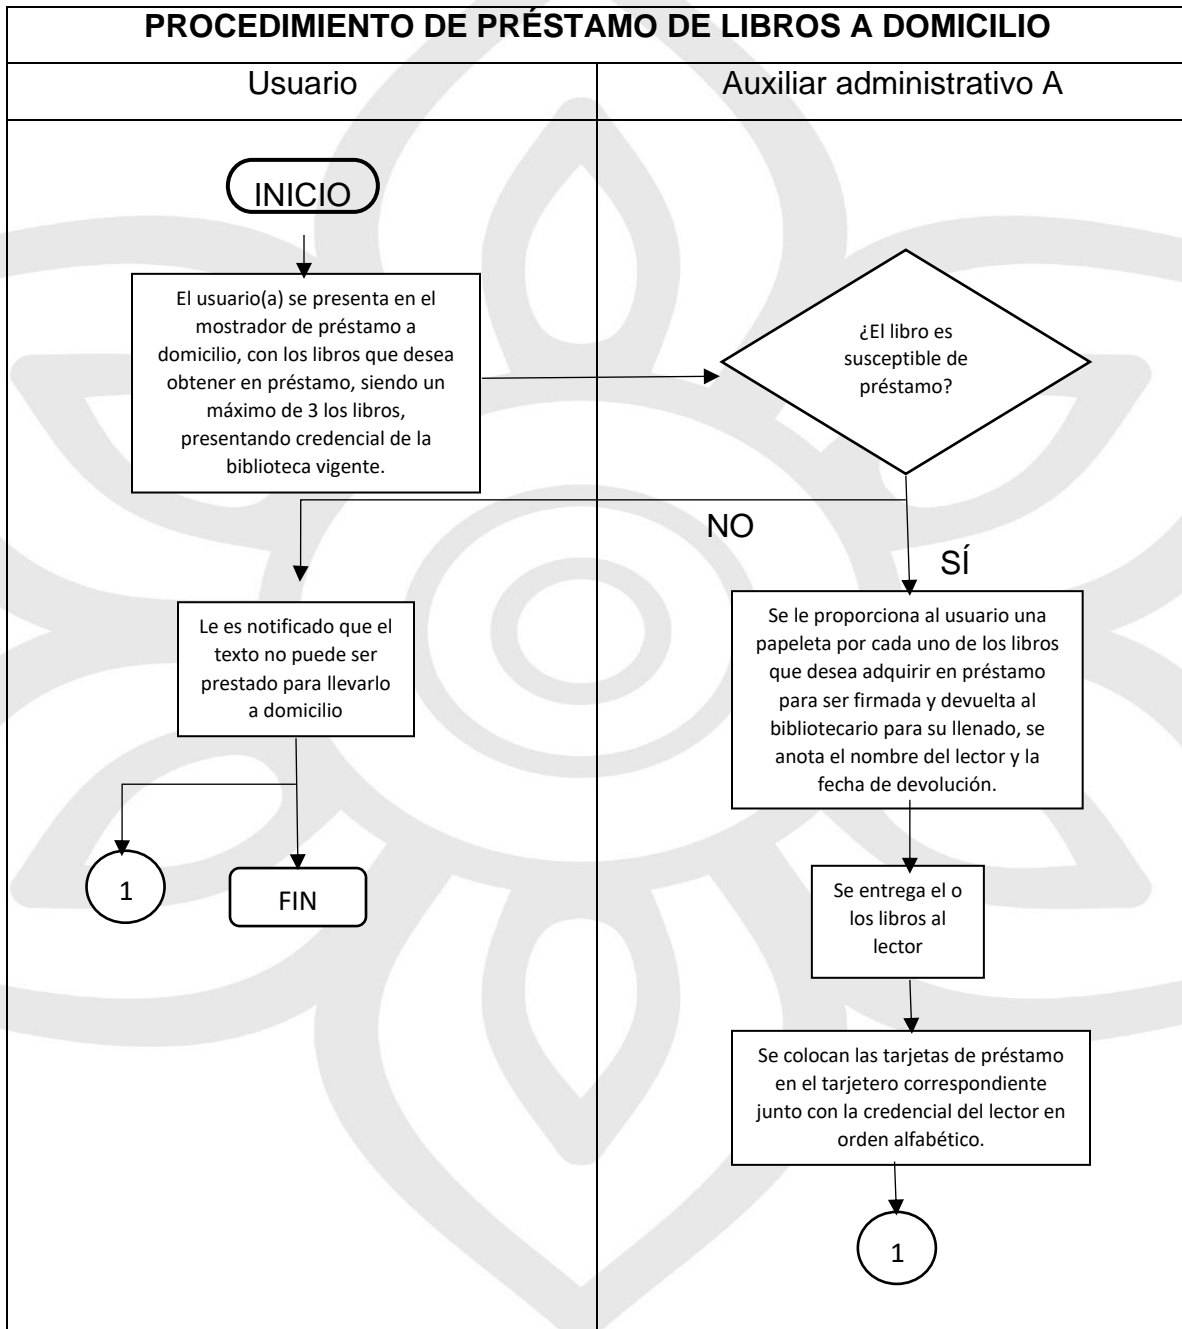 PROCEDIMIENTO DE PRÉSTAMO DE LIBROS A DOMICILIO
Usuario
Auxiliar administrativo A
INICIO
El usuario(a) se presenta en el
mostrador de préstamo a
domicilio, con los libros que desea
obtener en préstamo, siendo un
máximo de 3 los libros,
presentando credencial de la
biblioteca vigente.
¿El libro es
susceptible de
préstamo?
NO
SÍ
Le es notificado que el
texto no puede ser
prestado para llevarlo
a domicilio
Se le proporciona al usuario una
papeleta por cada uno de los libros
que desea adquirir en préstamo
para ser firmada y devuelta al
bibliotecario para su llenado, se
anota el nombre del lector y la
fecha de devolución.
1
FIN
Se entrega el o
los libros al
lector
Se colocan las tarjetas de préstamo
en el tarjetero correspondiente
junto con la credencial del lector en
orden alfabético.
1